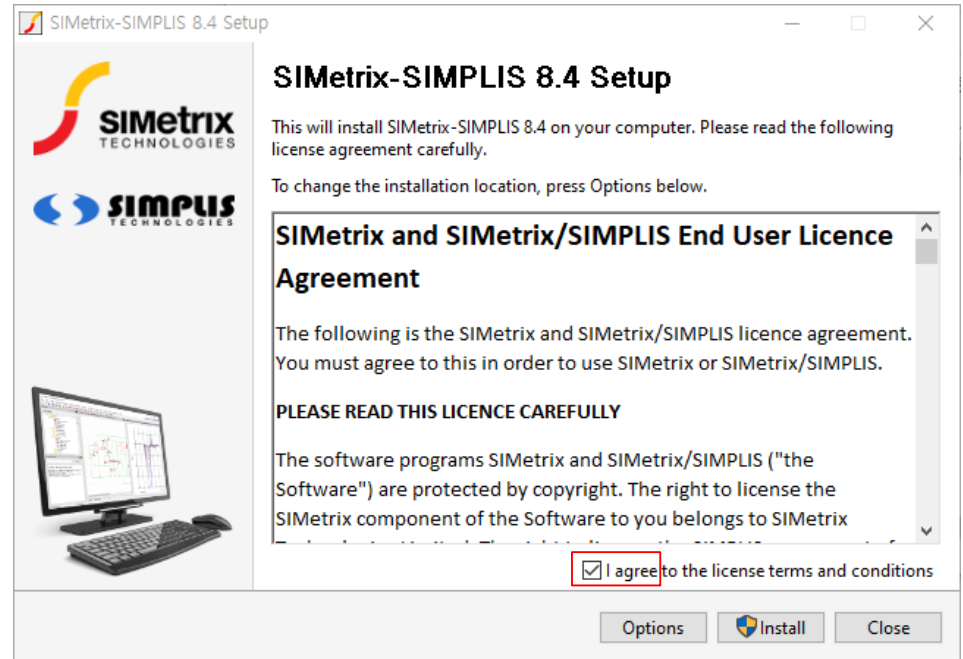 SIMetrix-SIMPLIS 8.4 Setup
SIMetrix
TECHNOLOGIES
SIMPLIS
TECHNOLOGIES
SIMetrix-SIMPLIS 8.4 Setup
This will install SIMetrix-SIMPLIS 8.4 on your computer. Please read the following
license agreement carefully.
To change the installation location, press Options below.
SIMetrix and SIMetrix/SIMPLIS End User Licence
Agreement
The following is the SIMetrix and SIMetrix/SIMPLIS licence agreement.
You must agree to this in order to use SIMetrix or SIMetrix/SIMPLIS.
PLEASE READ THIS LICENCE CAREFULLY
The software programs SIMetrix and SIMetrix/SIMPLIS ("the
Software") are protected by copyright. The right to license the
SIMetrix component of the Software to you belongs to SIMetrix
I agree to the license terms and conditions
Options
Install
Close